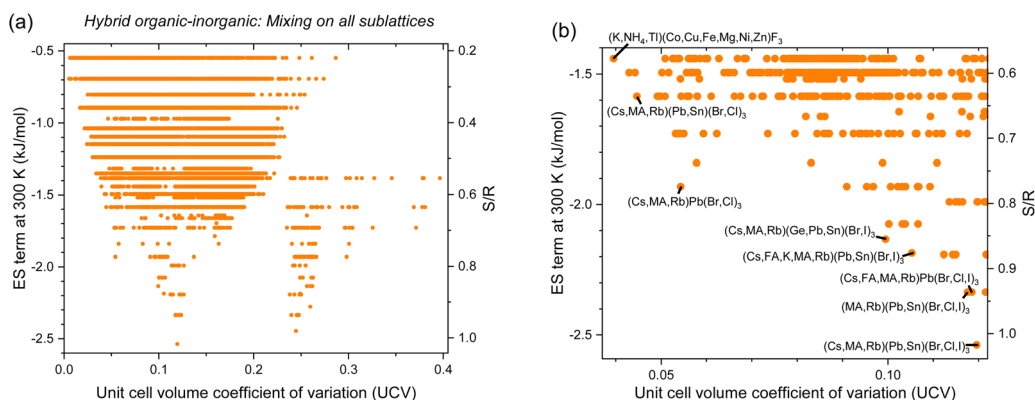 (a)
Hybrid organic-inorganic: Mixing on all sublattices
ES term at 300 K (kJ/mol)
-0.5
-1.0
-1.5
-2.0
-2.5
0.0
0.1
0.2
0.3
0.4
Unit cell volume coefficient of variation (UCV)
0.2
0.4
0.6
0.8
1.0
S/R
(b)
(K,NH4,Tl)(Co,Cu,Fe,Mg,Ni,Zn)F3
(Cs,MA,Rb)(Pb,Sn)(Br,Cl)3
(Cs,MA,Rb)Pb(Br,Cl)3
(Cs,MA,Rb)(Ge,Pb,Sn)(Br,I)3
(Cs,FA,K,MA,Rb)(Pb,Sn)(Br,I)3
(Cs,FA,MA,Rb)Pb(Br,Cl,I)3
(MA,Rb)(Pb,Sn)(Br,Cl,I)3
(Cs,MA,Rb)(Pb,Sn)(Br,Cl,I)3
ES term at 300 K (kJ/mol)
-1.5
-2.0
-2.5
0.05
0.10
Unit cell volume coefficient of variation (UCV)
0.6
0.7
0.8
0.9
1.0
S/R